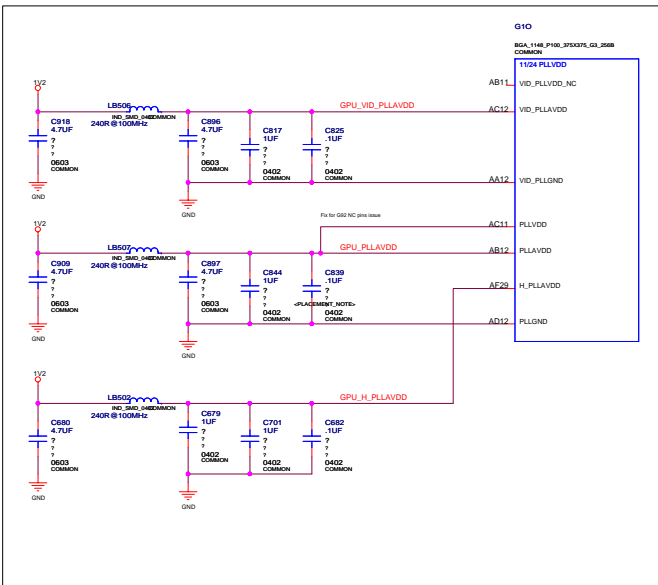 G1O
BGA_1148_P100_375X375_G3_256B
COMMON
11/24 PLLVDD
AB11 VID_PLLVDD_NC
AC12 VID_PLLAVDD
AA12 VID_PLLGND
AC11 PLLVDD
AB12 PLLAVDD
AF29 H_PLLAVDD
AD12 PLLGND
1V2
LB506
IND_SMD_0402 COMMON
240R@100MHz
GPU_VID_PLLAVDD
C918
4.7UF
?
?
?
0603
COMMON
C896
4.7UF
?
?
?
0603
COMMON
C817
1UF
?
?
?
0402
COMMON
C825
.1UF
?
?
?
0402
COMMON
GND
GND
Fix for G92 NC pins issue
1V2
LB507
IND_SMD_0402 COMMON
240R@100MHz
GPU_PLLAVDD
C909
4.7UF
?
?
?
0603
COMMON
C897
4.7UF
?
?
?
0603
COMMON
C844
1UF
?
?
?
0402
COMMON
C839
.1UF
?
?
?
<PLACEMENT_NOTE>
0402
COMMON
GND
GND
1V2
LB502
IND_SMD_0402 COMMON
240R@100MHz
GPU_H_PLLAVDD
C680
4.7UF
?
?
?
0603
COMMON
C679
1UF
?
?
?
0402
COMMON
C701
1UF
?
?
?
0402
COMMON
C682
.1UF
?
?
?
0402
COMMON
GND
GND